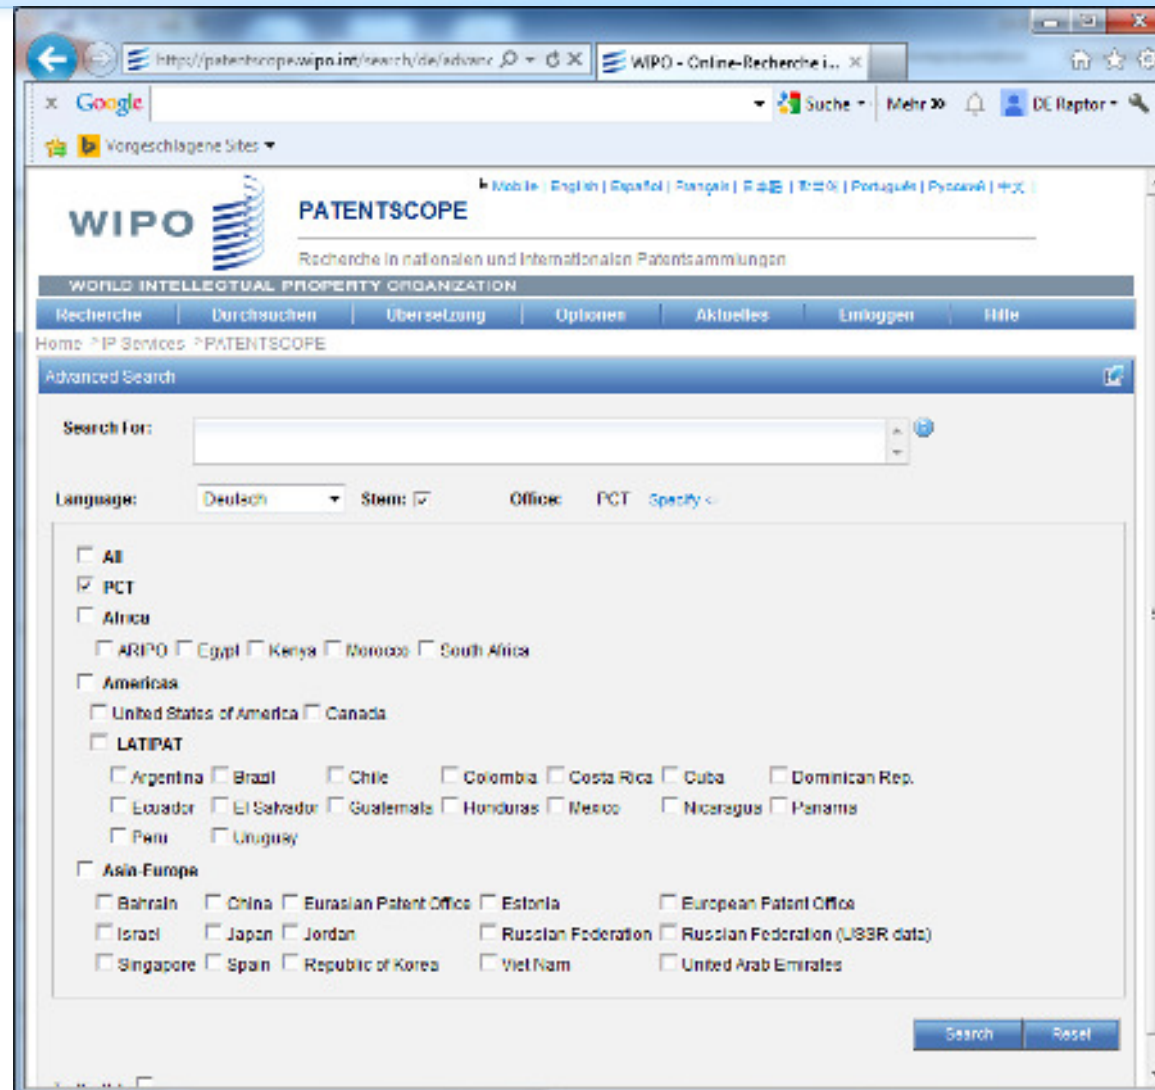 http://patentscope.wipo.int/search/de/advanc
WIPO - Online-Recherche i... ×
x Google
Suche
Mehr »
DE Raptor
Vorgeschlagene Sites
Mobile | English | Español | Français | 日本語 | 한국어 | Português | Русский | 中文 |
WIPO
PATENTSCOPE
Recherche in nationalen und internationalen Patentsammlungen
WORLD INTELLECTUAL PROPERTY ORGANIZATION
Recherche | Durchsuchen | Übersetzung | Optionen | Aktuelles | Einloggen | Hilfe
Home > IP Services > PATENTSCOPE
Advanced Search
Search For:
Language: Deutsch Stem: Office: PCT Specify
All
PCT
Africa
ARIPO Egypt Kenya Morocco South Africa
Americas
United States of America Canada
LATIPAT
Argentina Brazil Chile Colombia Costa Rica Cuba Dominican Rep.
Ecuador El Salvador Guatemala Honduras Mexico Nicaragua Panama
Peru Uruguay
Asia-Europe
Bahrain China Eurasian Patent Office Estonia European Patent Office
Israel Japan Jordan Russian Federation Russian Federation (USSR data)
Singapore Spain Republic of Korea Viet Nam United Arab Emirates
Search Reset